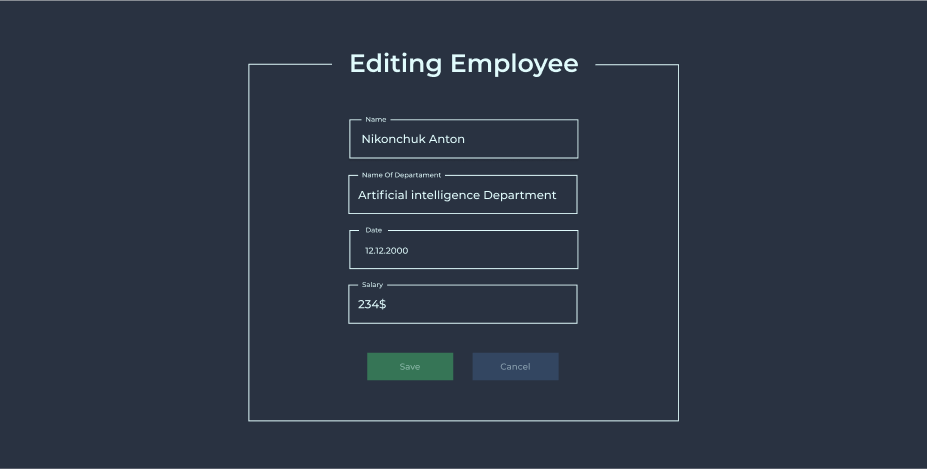 Editing Employee
Name
Nikonchuk Anton
Name Of Departament
Artificial intelligence Department
Date
12.12.2000
Salary
234$
Save
Cancel